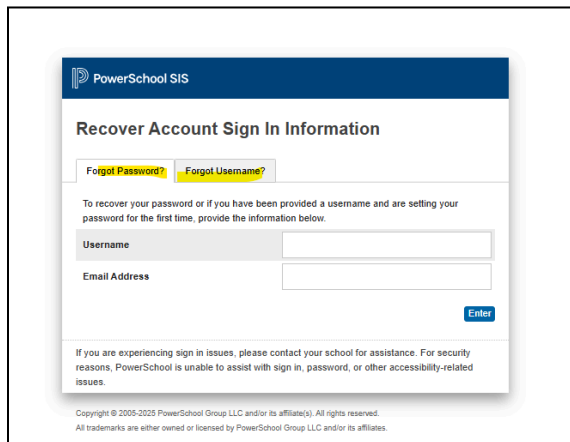 PowerSchool SIS
Recover Account Sign In Information
Forgot Password? Forgot Username?
To recover your password or if you have been provided a username and are setting your
password for the first time, provide the information below.
Username
Email Address
Enter
If you are experiencing sign in issues, please contact your school for assistance. For security
reasons, PowerSchool is unable to assist with sign in, password, or other accessibility-related
issues.
Copyright © 2005-2025 PowerSchool Group LLC and/or its affiliate(s). All rights reserved.
All trademarks are either owned or licensed by PowerSchool Group LLC and/or its affiliates.